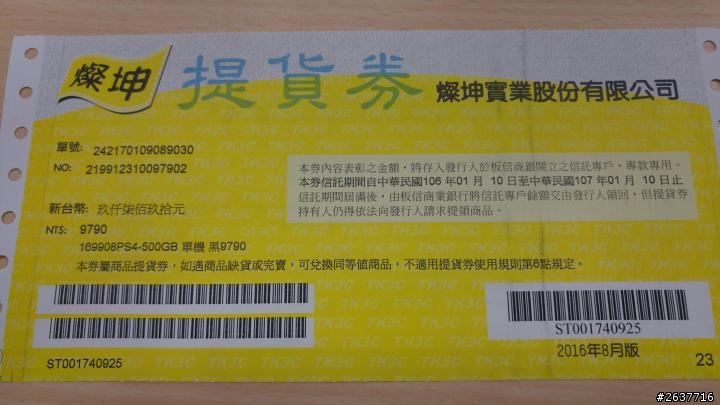 燦坤 提貨券 燦坤實業股份有限公司
單號: 242170109089030
NO: 219912310097902
本券內容表彰之金額，將存入發行人於板信商銀開立之信託專戶，專款專用。
本券信託期間自中華民國106 年01 月 10 日至中華民國107 年01 月 10 日止
信託期間屆滿後，由板信商業銀行將信託專戶餘額交由發行人領回，但提貨券
持有人仍得依法向發行人請求提領商品。
新台幣: 玖仟柒佰玖拾元
NT$: 9790
169908PS4-500GB 單機 黑9790
本券屬商品提貨券，如遇商品缺貨或完賣，可兌換同等值商品，不適用提貨券使用規則第6點規定。
ST001740925
2016年8月版
ST001740925
23
TK3C
#2637716